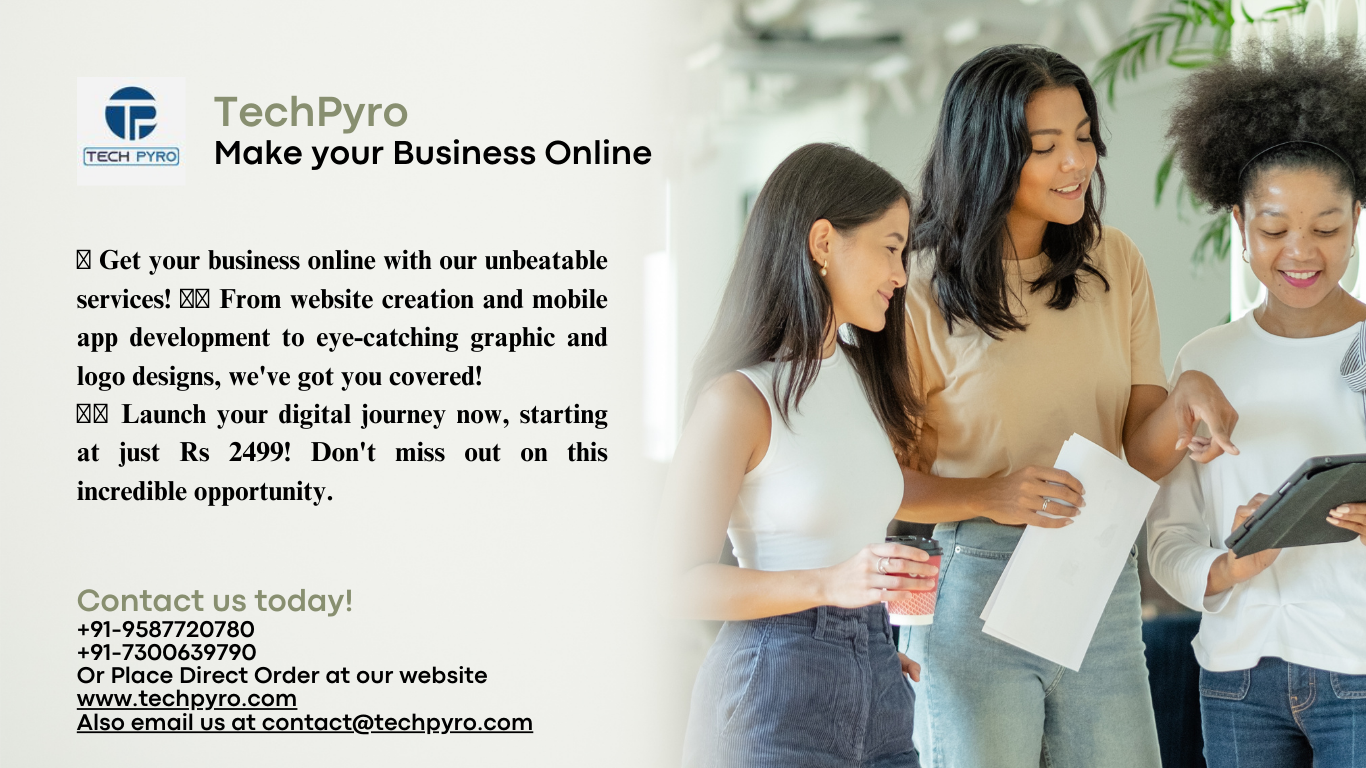 TECH PYRO
TechPyro
Make your Business Online
Get your business online with our unbeatable
services! From website creation and mobile
app development to eye-catching graphic and
logo designs, we've got you covered!
Launch your digital journey now, starting
at just Rs 2499! Don't miss out on this
incredible opportunity.
Contact us today!
+91-9587720780
+91-7300639790
Or Place Direct Order at our website
www.techpyro.com
Also email us at contact@techpyro.com